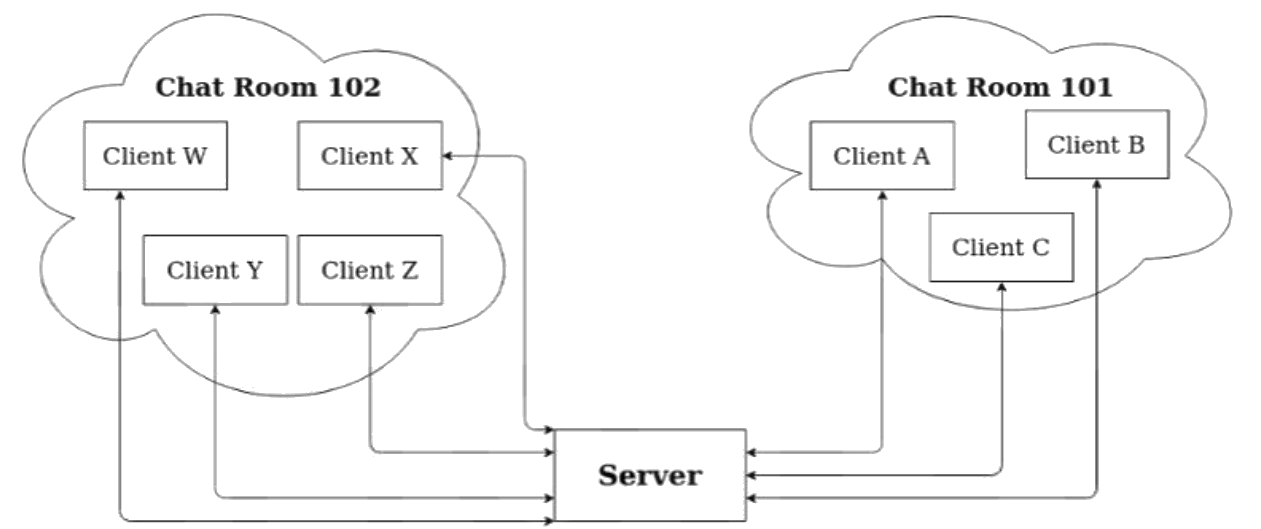 Chat Room 102
Client W
Client X
Client Y
Client Z
Chat Room 101
Client A
Client B
Client C
Server